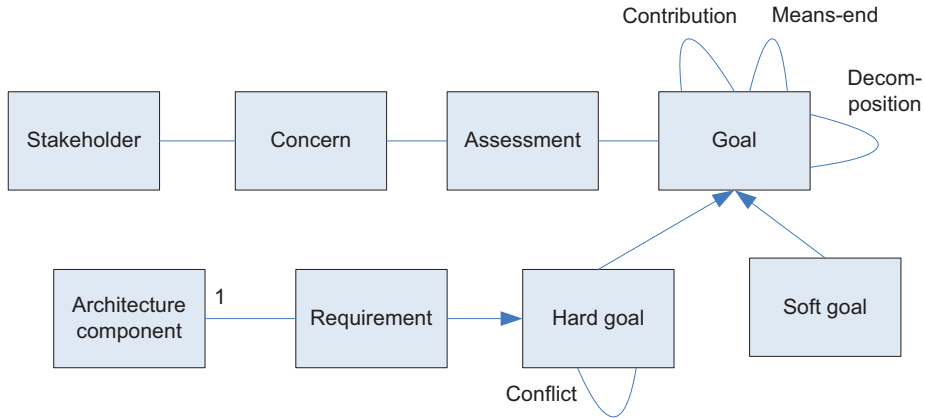 Contribution
Means-end
Decom-
position
Stakeholder
Concern
Assessment
Goal
Architecture
component
1
Requirement
Hard goal
Soft goal
Conflict